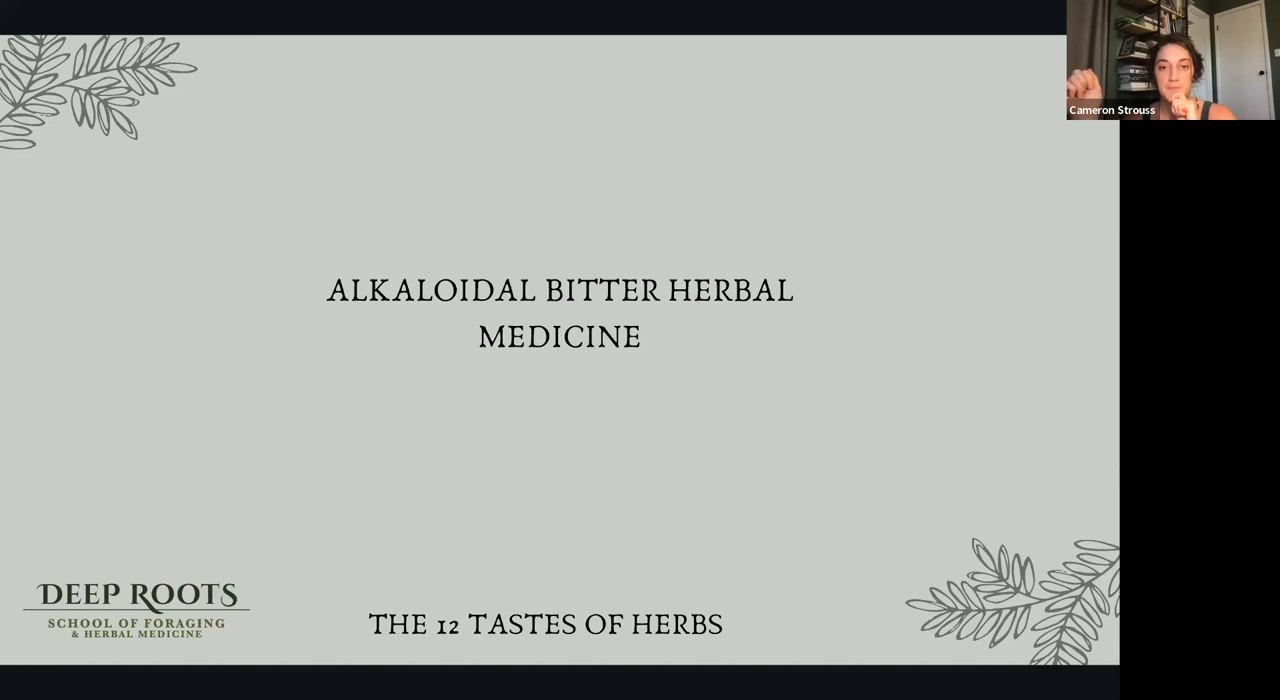 Cameron Strouss
ALKALOIDAL BITTER HERBAL
MEDICINE
DEEP ROOTS
SCHOOL OF FORAGING
& HERBAL MEDICINE
THE 12 TASTES OF HERBS